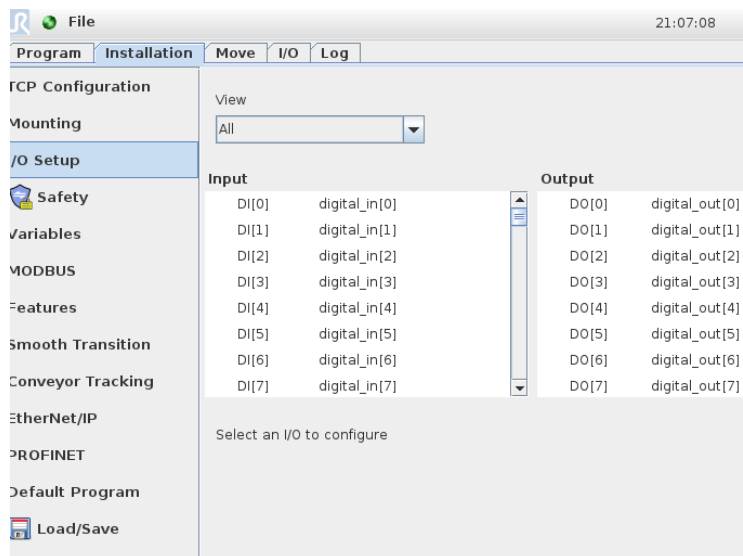 UR File 21:07:08
Program Installation Move I/O Log
TCP Configuration
Mounting
I/O Setup
Safety
Variables
MODBUS
Features
Smooth Transition
Conveyor Tracking
EtherNet/IP
PROFINET
Default Program
Load/Save
View
All
Input
DI[0] digital_in[0]
DI[1] digital_in[1]
DI[2] digital_in[2]
DI[3] digital_in[3]
DI[4] digital_in[4]
DI[5] digital_in[5]
DI[6] digital_in[6]
DI[7] digital_in[7]
Output
DO[0] digital_out[0]
DO[1] digital_out[1]
DO[2] digital_out[2]
DO[3] digital_out[3]
DO[4] digital_out[4]
DO[5] digital_out[5]
DO[6] digital_out[6]
DO[7] digital_out[7]
Select an I/O to configure